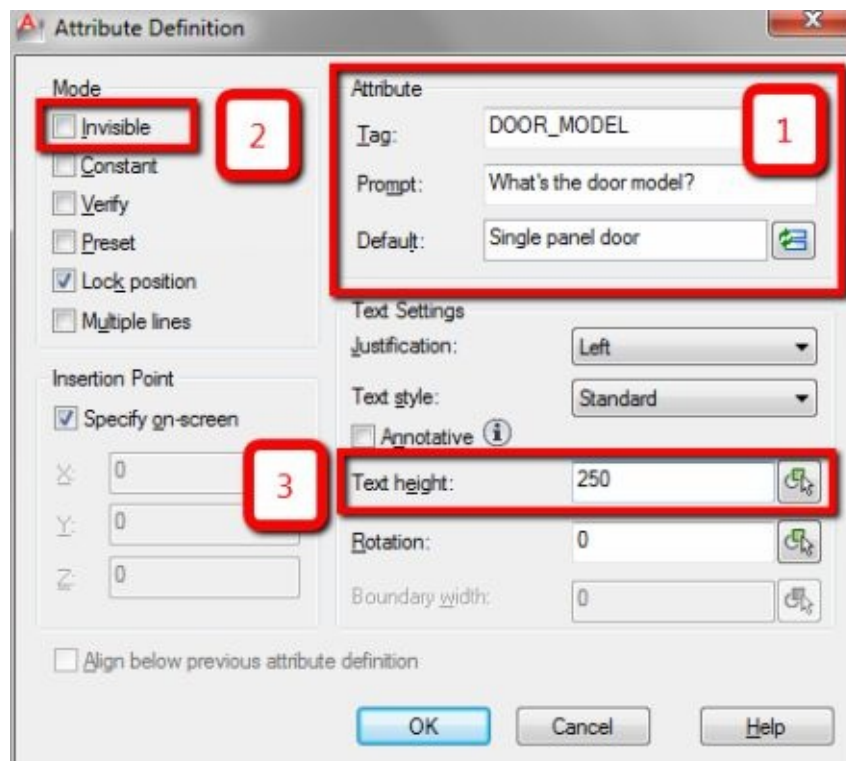 Attribute Definition
Mode
Invisible
2
Constant
Verify
Preset
Lock position
Multiple lines
Attribute
1
Tag: DOOR_MODEL
Prompt: What's the door model?
Default: Single panel door
Insertion Point
Specify on-screen
X: 0
Y: 0
Z: 0
3
Text Settings
Justification: Left
Text style: Standard
Annotative
Text height: 250
Rotation: 0
Boundary width: 0
Align below previous attribute definition
OK Cancel Help